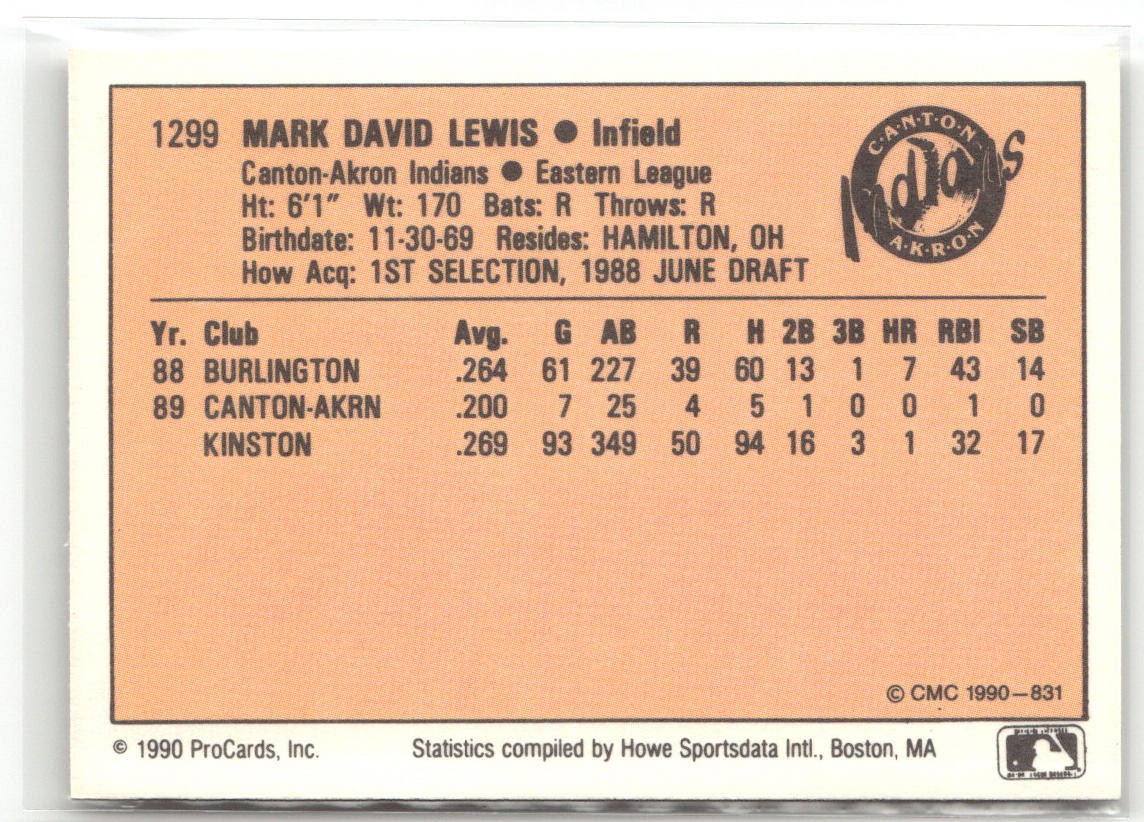 1299 MARK DAVID LEWIS ● Infield
Canton-Akron Indians ● Eastern League
Ht: 6'1" Wt: 170 Bats: R Throws: R
Birthdate: 11-30-69 Resides: HAMILTON, OH
How Acq: 1ST SELECTION, 1988 JUNE DRAFT
C·A·N·T·O·N
Indians
A·K·R·O·N
Yr. Club Avg. G AB R H 2B 3B HR RBI SB
88 BURLINGTON .264 61 227 39 60 13 1 7 43 14
89 CANTON-AKRN .200 7 25 4 5 1 0 0 1 0
KINSTON .269 93 349 50 94 16 3 1 32 17
© CMC 1990–831
© 1990 ProCards, Inc. Statistics compiled by Howe Sportsdata Intl., Boston, MA